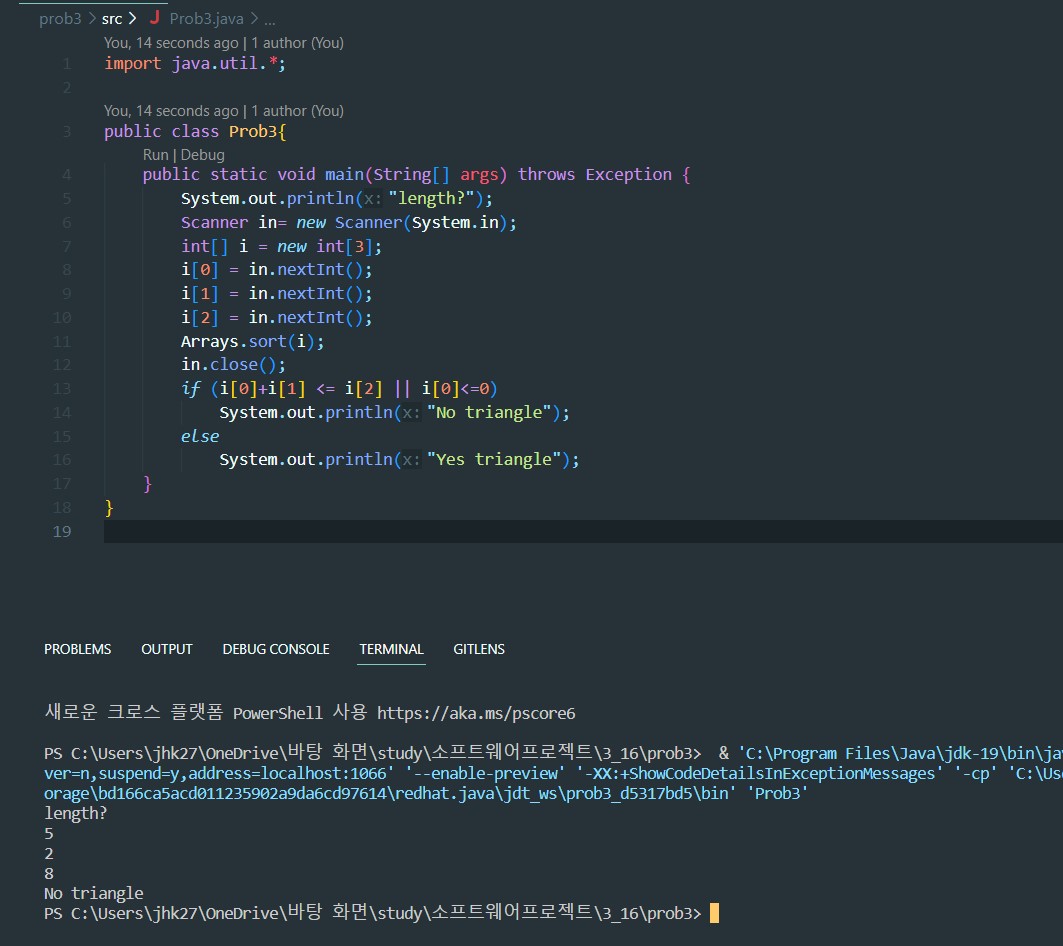 prob3 > src > J Prob3.java > ...
You, 14 seconds ago | 1 author (You)
1 import java.util.*;
2
You, 14 seconds ago | 1 author (You)
3 public class Prob3{
Run | Debug
4 public static void main(String[] args) throws Exception {
5 System.out.println(x: "length?");
6 Scanner in= new Scanner(System.in);
7 int[] i = new int[3];
8 i[0] = in.nextInt();
9 i[1] = in.nextInt();
10 i[2] = in.nextInt();
11 Arrays.sort(i);
12 in.close();
13 if (i[0]+i[1] <= i[2] || i[0]<=0)
14 System.out.println(x: "No triangle");
15 else
16 System.out.println(x: "Yes triangle");
17 }
18 }
19
PROBLEMS OUTPUT DEBUG CONSOLE TERMINAL GITLENS
새로운 크로스 플랫폼 PowerShell 사용 https://aka.ms/pscore6
PS C:\Users\jhk27\OneDrive\바탕 화면\study\소프트웨어프로젝트\3_16\prob3> & 'C:\Program Files\Java\jdk-19\bin\jav
ver=n,suspend=y,address=localhost:1066' '--enable-preview' '-XX:+ShowCodeDetailsInExceptionMessages' '-cp' 'C:\Use
orage\bd166ca5acd011235902a9da6cd97614\redhat.java\jdt_ws\prob3_d5317bd5\bin' 'Prob3'
length?
5
2
8
No triangle
PS C:\Users\jhk27\OneDrive\바탕 화면\study\소프트웨어프로젝트\3_16\prob3>